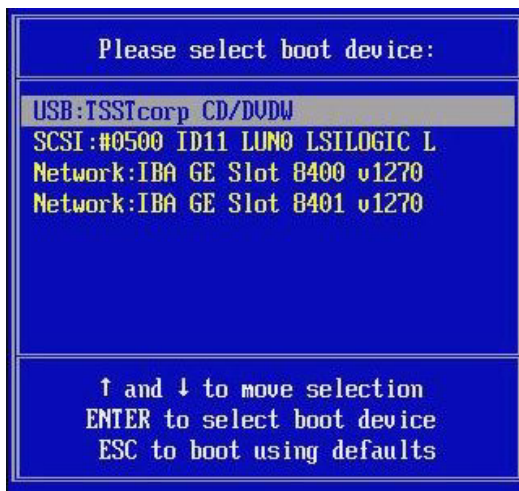 Please select boot device:
USB:TSSTcorp CD/DVDW
SCSI:#0500 ID11 LUN0 LSILOGIC L
Network:IBA GE Slot 8400 v1270
Network:IBA GE Slot 8401 v1270
↑ and ↓ to move selection
ENTER to select boot device
ESC to boot using defaults